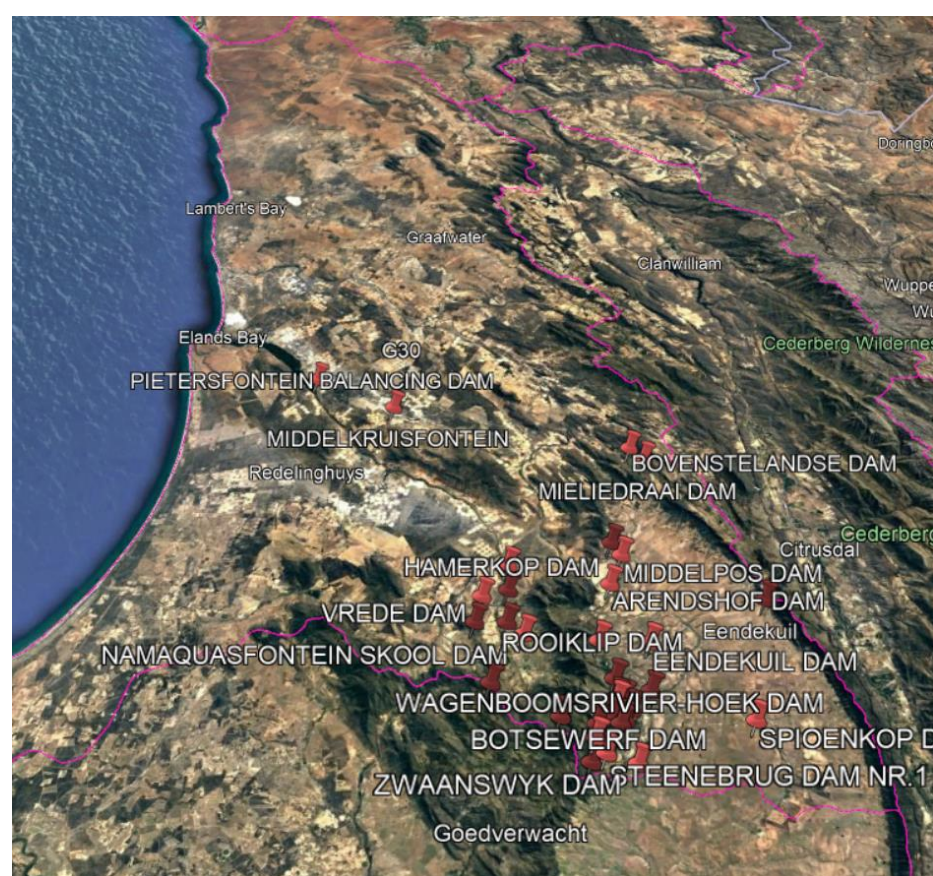 Doringbo
Lambert's Bay
Graafwater
Clanwilliam
Wuppe
Wu
Elands Bay
Cederberg Wildernes
G30
PIETERSFONTEIN BALANCING DAM
MIDDELKRUISFONTEIN
BOVENSTELANDSE DAM
Redelinghuys
MIELIEDRAAI DAM
Cederberg
Citrusdal
HAMERKOP DAM
MIDDELPOS DAM
ARENDSHOF DAM
VREDE DAM
Eendekuil
ROOIKLIP DAM
NAMAQUASFONTEIN SKOOL DAM
EENDEKUIL DAM
WAGENBOOMSRIVIER-HOEK DAM
BOTSEWERF DAM
SPIOENKOP D
STEENEBRUG DAM NR.1
ZWAANSWYK DAM
Goedverwacht